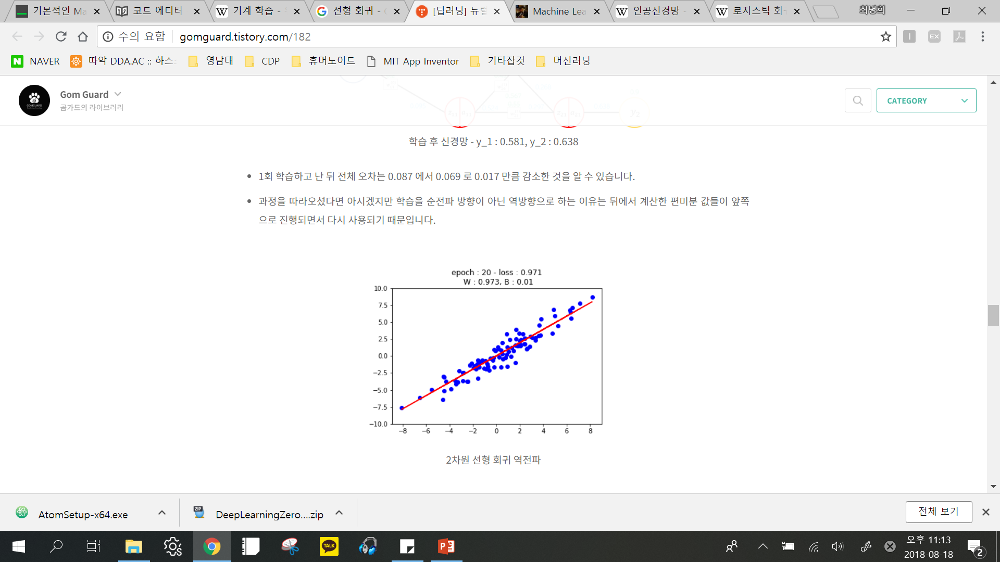 기본적인 Ma
코드 에디터
기계 학습 -
선형 회귀 -
[딥러닝] 뉴럴
Machine Lea
인공신경망 -
로지스틱 회귀
최병희
주의 요함
gomguard.tistory.com/182
NAVER
따악 DDA.AC :: 하스
영남대
CDP
휴머노이드
MIT App Inventor
기타잡것
머신러닝
Gom Guard
곰가드의 라이브러리
CATEGORY
y₂
학습 후 신경망 - y_1 : 0.581, y_2 : 0.638
1회 학습하고 난 뒤 전체 오차는 0.087 에서 0.069 로 0.017 만큼 감소한 것을 알 수 있습니다.
과정을 따라오셨다면 아시겠지만 학습을 순전파 방향이 아닌 역방향으로 하는 이유는 뒤에서 계산한 편미분 값들이 앞쪽
으로 진행되면서 다시 사용되기 때문입니다.
epoch : 20 - loss : 0.971
W : 0.973, B : 0.01
10.0
7.5
5.0
2.5
0.0
−2.5
−5.0
−7.5
−10.0
−8 −6 −4 −2 0 2 4 6 8
2차원 선형 회귀 역전파
AtomSetup-x64.exe
ZIP
DeepLearningZero....zip
전체 보기
TALK
오후 11:13
2018-08-18
2